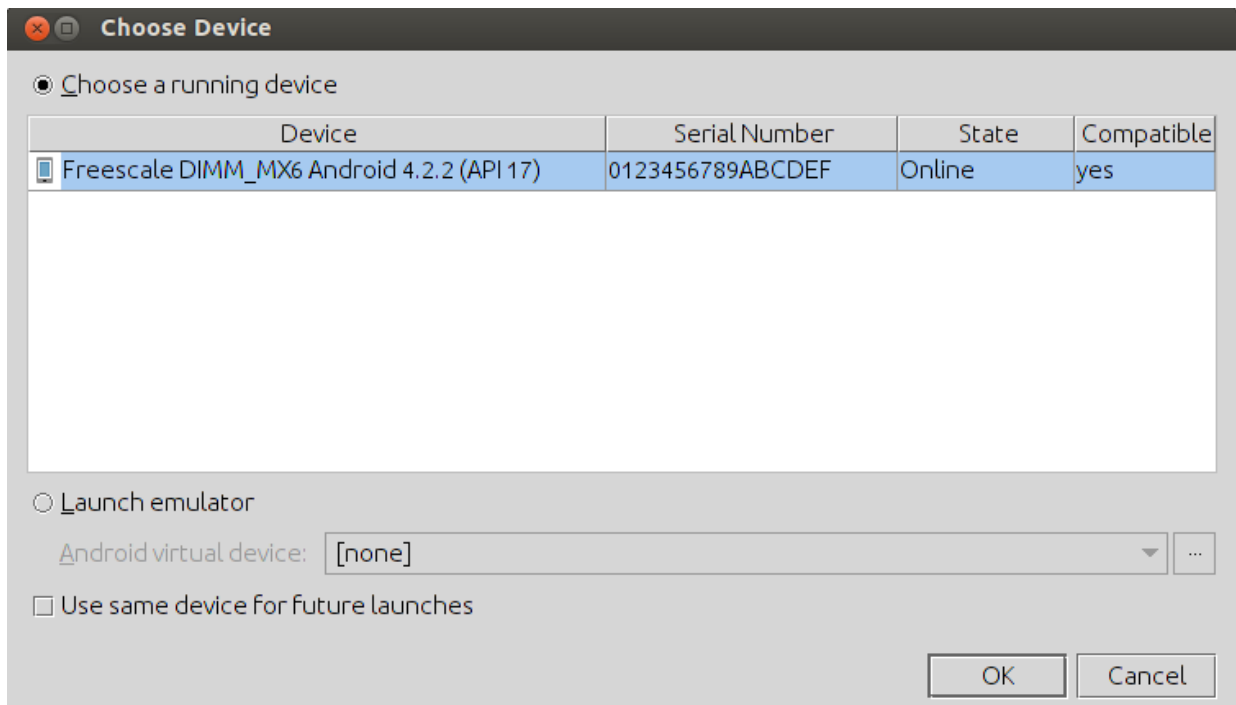 Choose Device
Choose a running device
Device Serial Number State Compatible
Freescale DIMM_MX6 Android 4.2.2 (API 17) 0123456789ABCDEF Online yes
Launch emulator
Android virtual device: [none] ...
Use same device for future launches
OK Cancel